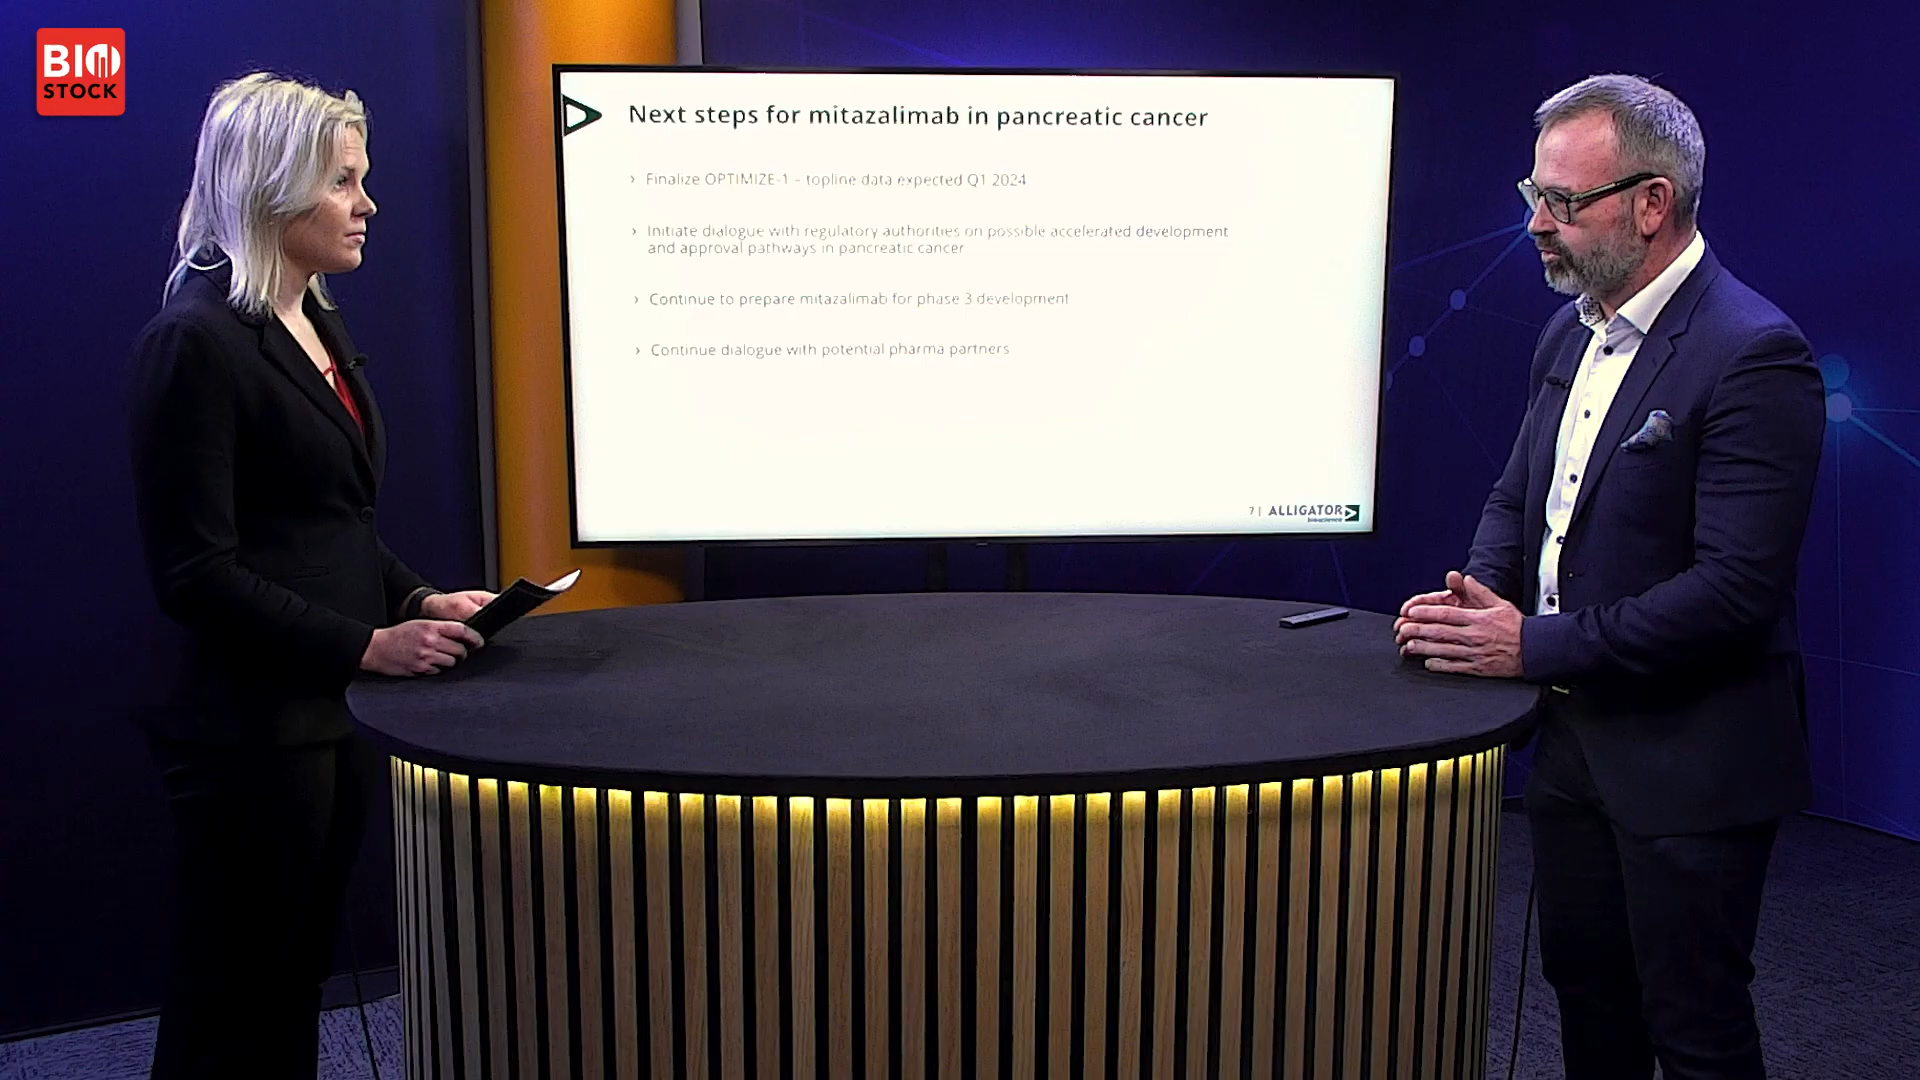 BIO
STOCK
Next steps for mitazalimab in pancreatic cancer
› Finalize OPTIMIZE-1 – topline data expected Q1 2024
› Initiate dialogue with regulatory authorities on possible accelerated development
and approval pathways in pancreatic cancer
› Continue to prepare mitazalimab for phase 3 development
› Continue dialogue with potential pharma partners
7 | ALLIGATOR
bioscience